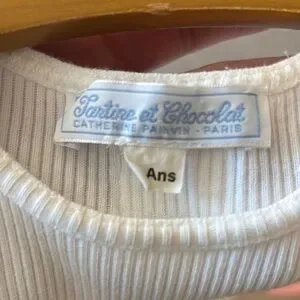 Tartine et Chocolat
CATHERINE PAINVIN - PARIS
Ans